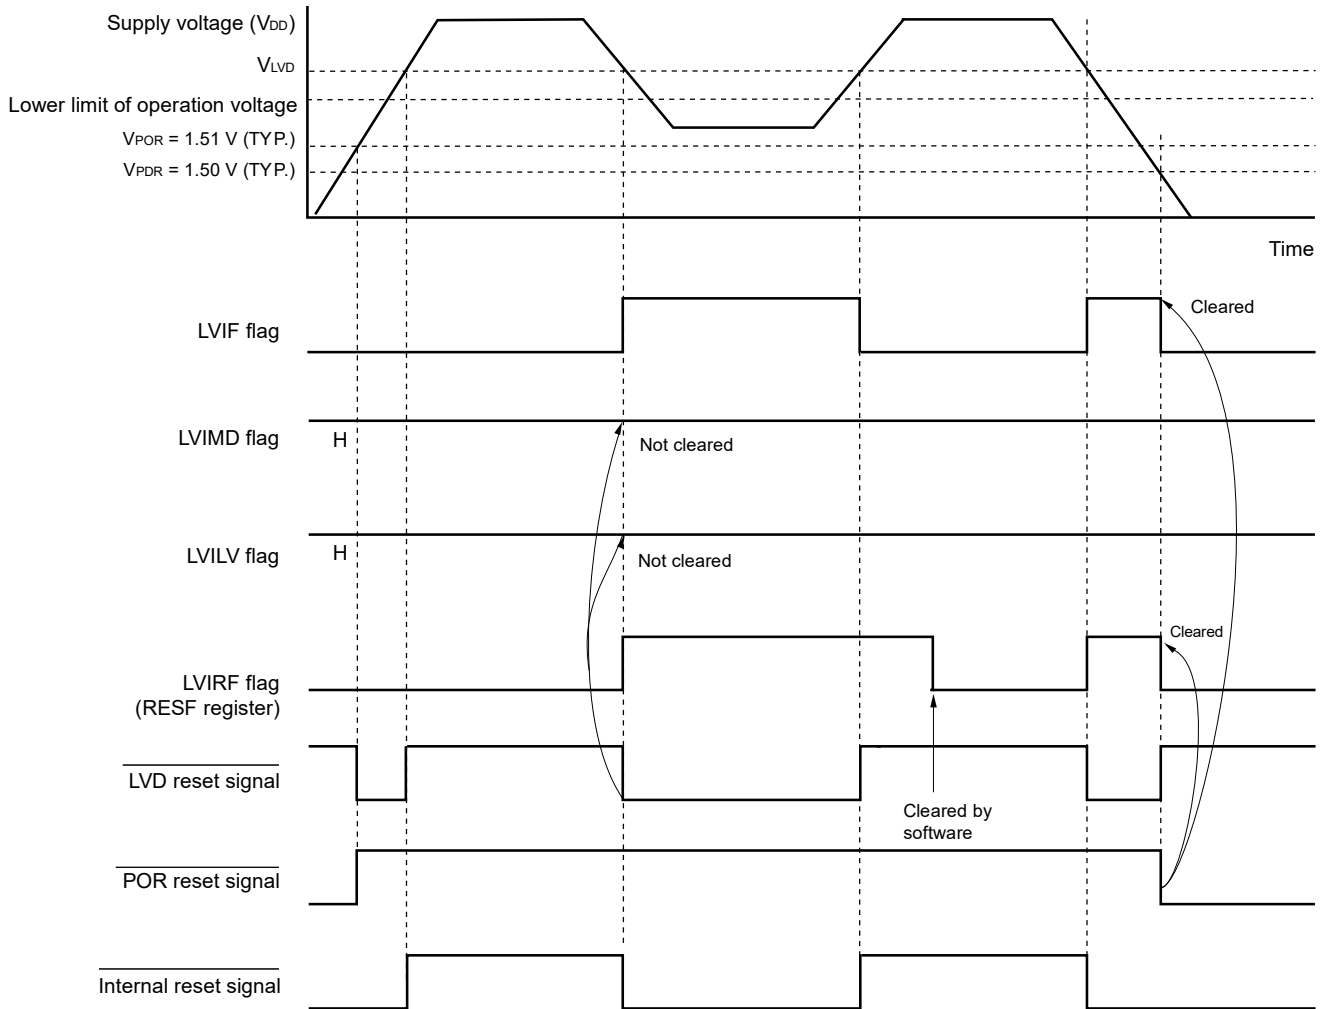 Supply voltage (VDD)
VLVD
Lower limit of operation voltage
VPOR = 1.51 V (TYP.)
VPDR = 1.50 V (TYP.)
Time
LVIF flag
Cleared
LVIMD flag
H
Not cleared
LVILV flag
H
Not cleared
LVIRF flag
(RESF register)
Cleared
LVD reset signal
Cleared by
software
POR reset signal
Internal reset signal